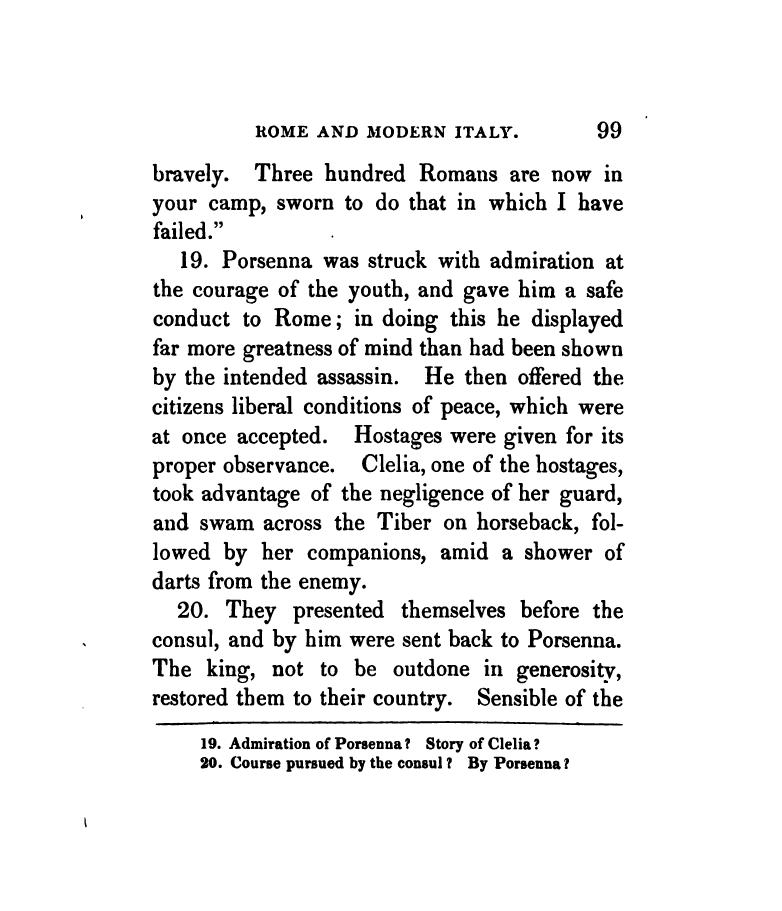 ROME AND MODERN ITALY. 99
bravely. Three hundred Romans are now in
your camp, sworn to do that in which I have
failed.”
19. Porsenna was struck with admiration at
the courage of the youth, and gave him a safe
conduct to Rome; in doing this he displayed
far more greatness of mind than had been shown
by the intended assassin. He then offered the
citizens liberal conditions of peace, which were
at once accepted. Hostages were given for its
proper observance. Clelia, one of the hostages,
took advantage of the negligence of her guard,
and swam across the Tiber on horseback, fol-
lowed by her companions, amid a shower of
darts from the enemy.
20. They presented themselves before the
consul, and by him were sent back to Porsenna.
The king, not to be outdone in generosity,
restored them to their country. Sensible of the
19. Admiration of Porsenna? Story of Clelia?
20. Course pursued by the consul? By Porsenna?